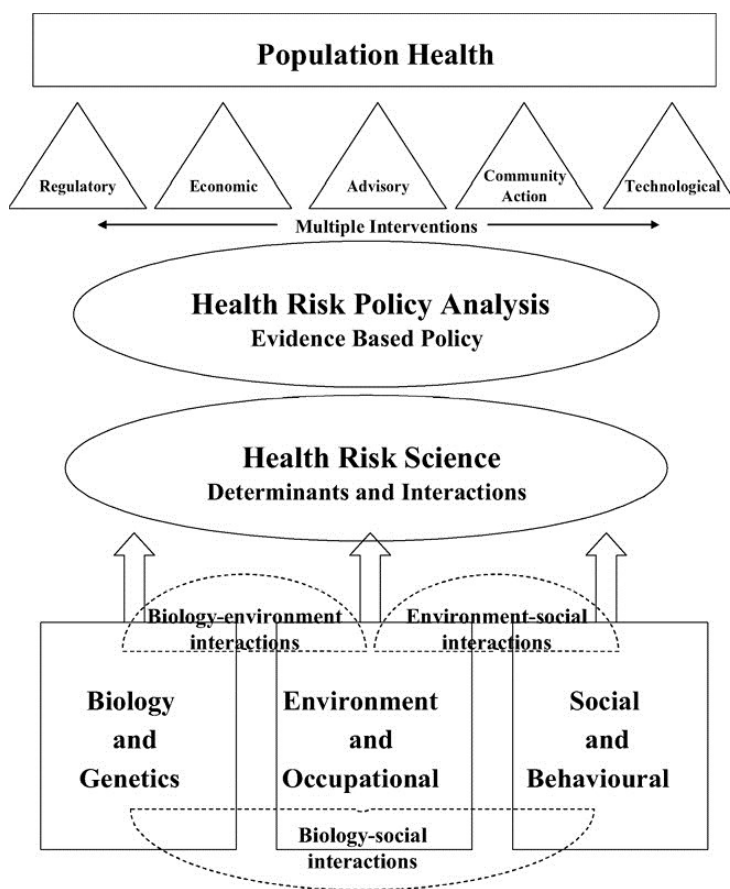 Population Health
Regulatory
Economic
Advisory
Community
Action
Technological
Multiple Interventions
Health Risk Policy Analysis
Evidence Based Policy
Health Risk Science
Determinants and Interactions
Biology-environment
interactions
Environment-social
interactions
Biology
and
Genetics
Environment
and
Occupational
Social
and
Behavioural
Biology-social
interactions